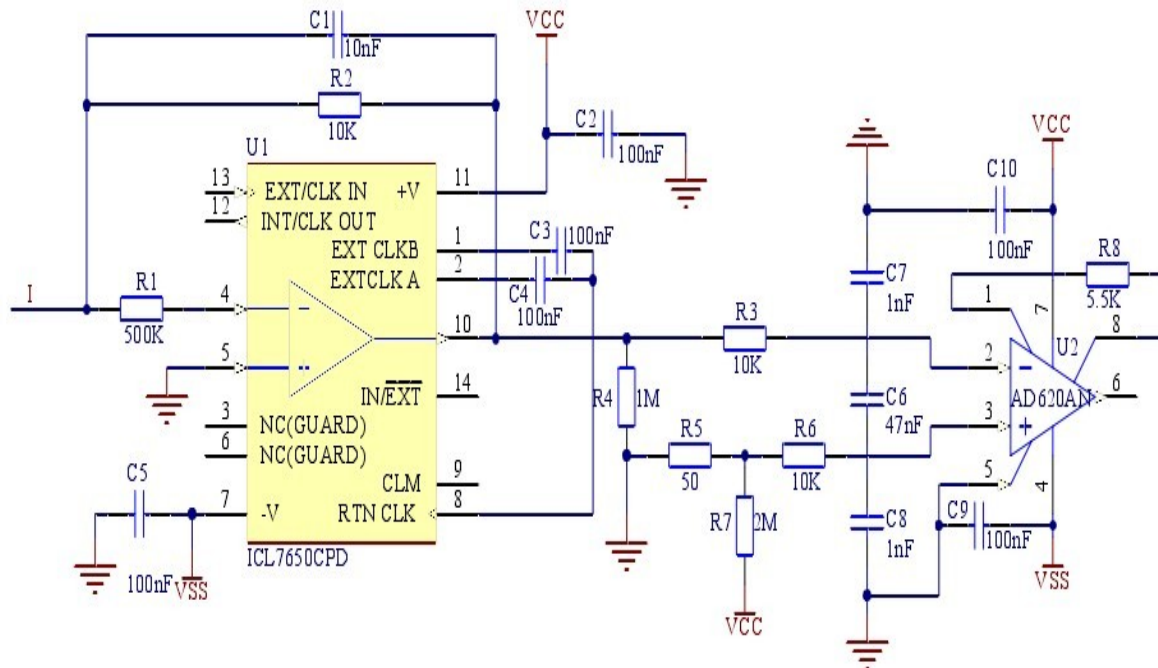 C1
10nF
R2
10K
VCC
C2
100nF
U1
13 EXT/CLK IN +V 11
12 INT/CLK OUT
EXT CLKB 1
EXTCLK A 2
C3 100nF
C4
100nF
I
R1
500K
4
5
10
IN/EXT 14
3 NC(GUARD)
6 NC(GUARD)
CLM 9
7 -V RTN CLK 8
ICL7650CPD
C5
100nF
VSS
R4 1M
R3
10K
R5
50
R6
10K
R7 2M
VCC
C7
1nF
C6
47nF
C8
1nF
VCC
C10
100nF
R8
5.5K
1
7
8
U2
2
AD620AN
6
3
5
4
C9
100nF
VSS